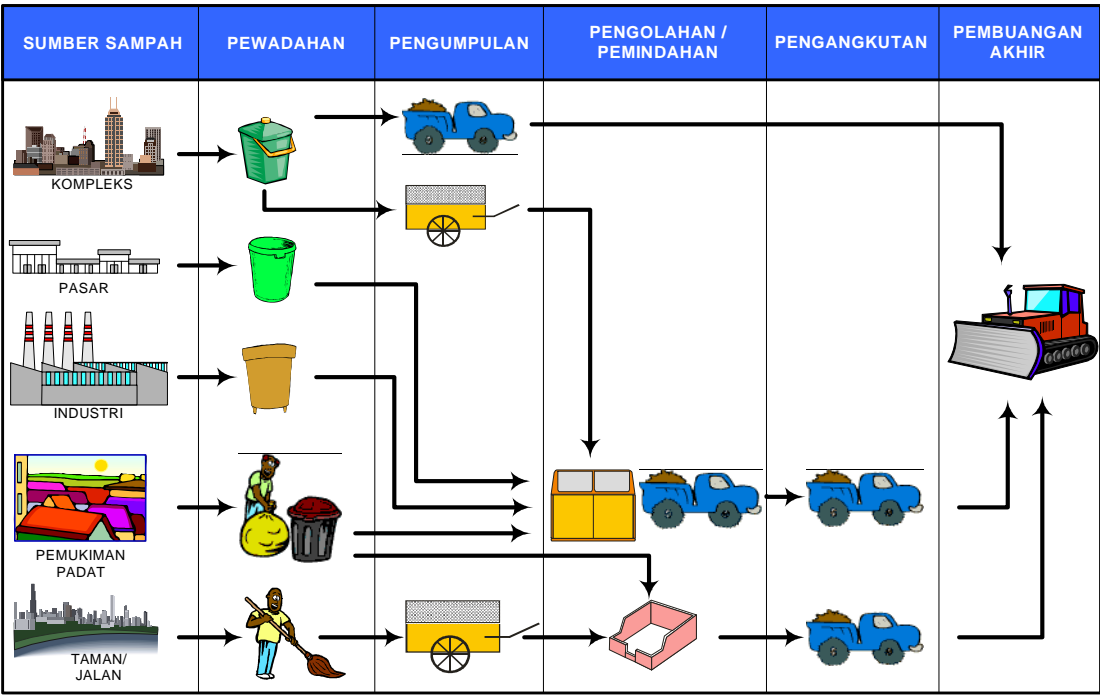 SUMBER SAMPAH
PEWADAHAN
PENGUMPULAN
PENGOLAHAN /
PEMINDAHAN
PENGANGKUTAN
PEMBUANGAN
AKHIR
KOMPLEKS
PASAR
INDUSTRI
PEMUKIMAN
PADAT
TAMAN/
JALAN